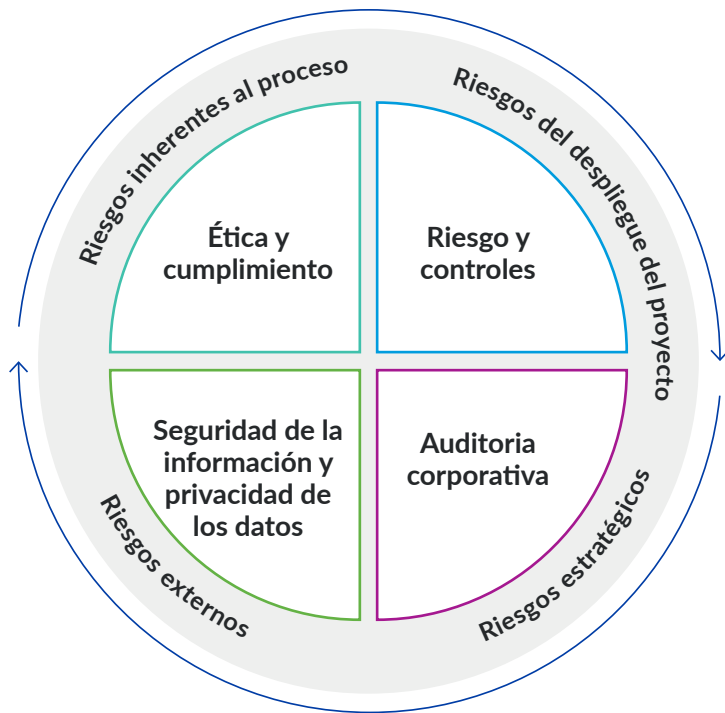 Riesgos inherentes al proceso
Riesgos del despliegue del proyecto
Ética y
cumplimiento
Riesgo y
controles
Seguridad de la
información y
privacidad de
los datos
Auditoria
corporativa
Riesgos externos
Riesgos estratégicos